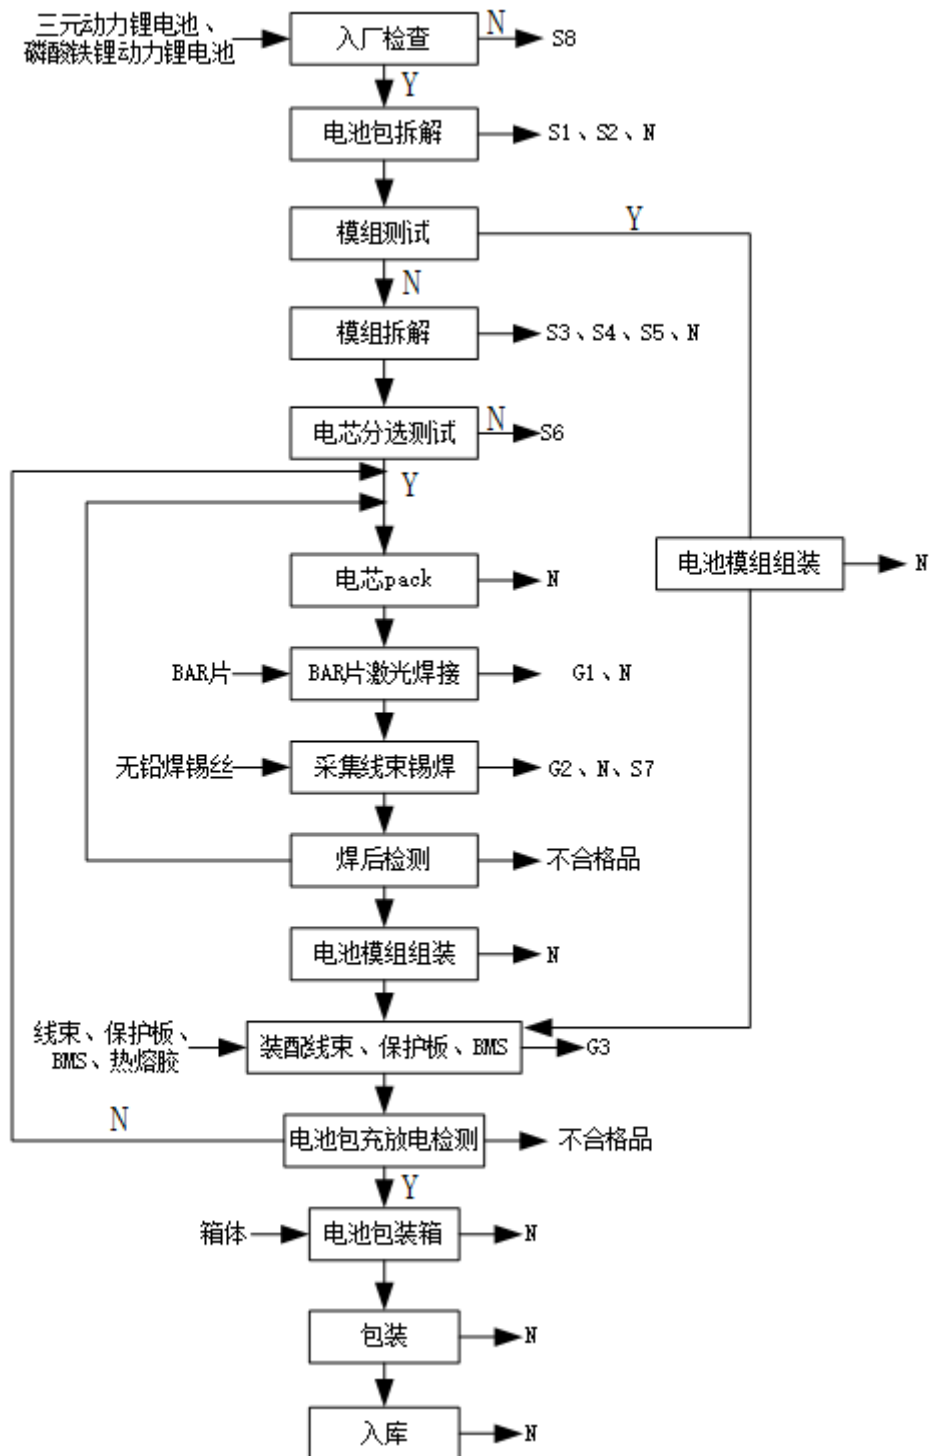 三元动力锂电池、
磷酸铁锂动力锂电池
入厂检查
N
S8
Y
电池包拆解
S1、S2、N
模组测试
Y
N
模组拆解
S3、S4、S5、N
电芯分选测试
N
S6
Y
电芯pack
N
电池模组组装
N
BAR片
BAR片激光焊接
G1、N
无铅焊锡丝
采集线束锡焊
G2、N、S7
焊后检测
不合格品
电池模组组装
N
线束、保护板、
BMS、热熔胶
装配线束、保护板、BMS
G3
N
电池包充放电检测
不合格品
Y
箱体
电池包装箱
N
包装
N
入库
N